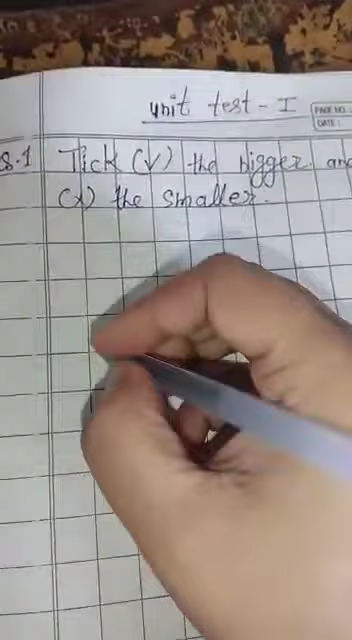 Unit test - I
PAGE NO.:
DATE:
Q.1 Tick (✓) the bigger and
(x) the smaller.